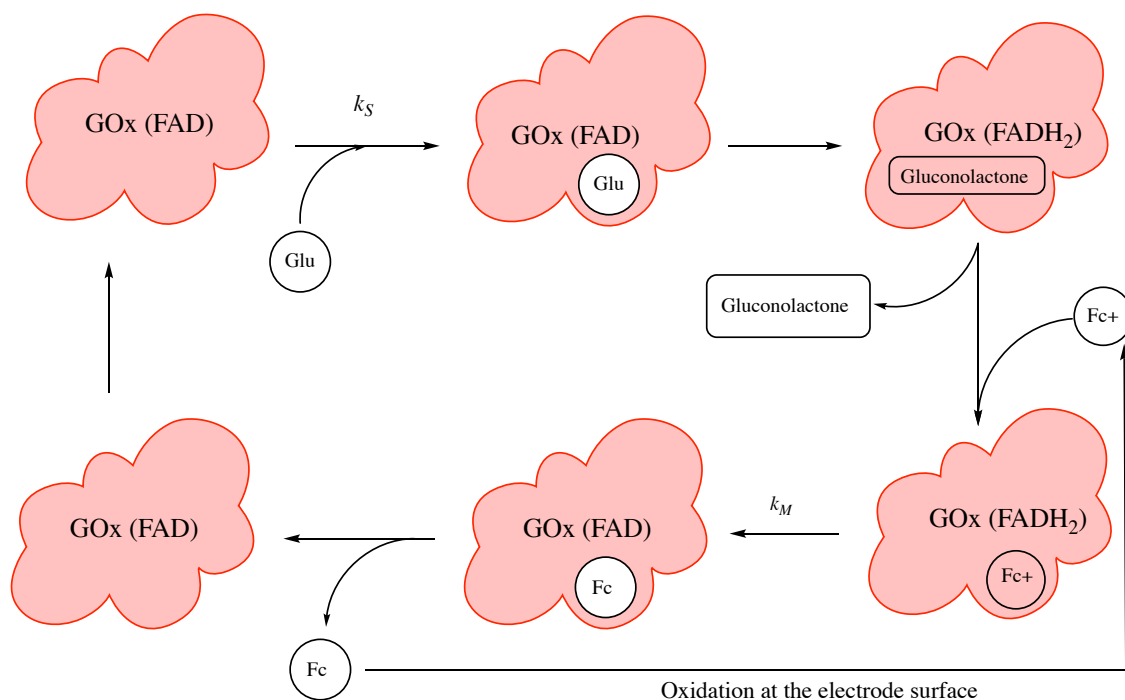 GOx (FAD)
k_S
Glu
GOx (FAD)
Glu
GOx (FADH₂)
Gluconolactone
Gluconolactone
Fc+
GOx (FAD)
Fc
GOx (FAD)
Fc
k_M
GOx (FADH₂)
Fc+
Oxidation at the electrode surface